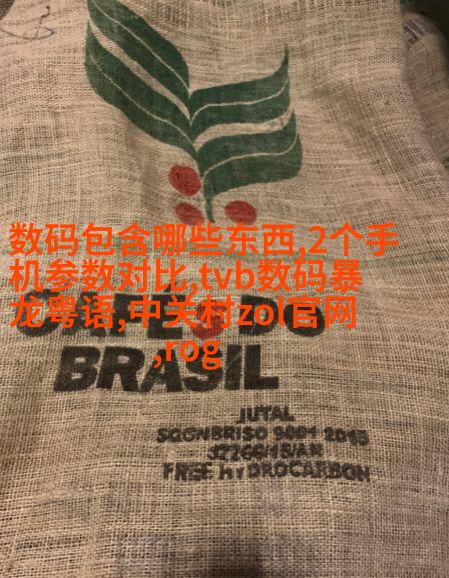 数码包含哪些东西,2个手
机参数对比,tvb数码暴
龙粤语,中关村zol官网
,rog
CAFÉS DO
BRASIL
JUTAL
FREE HYDROCARBON